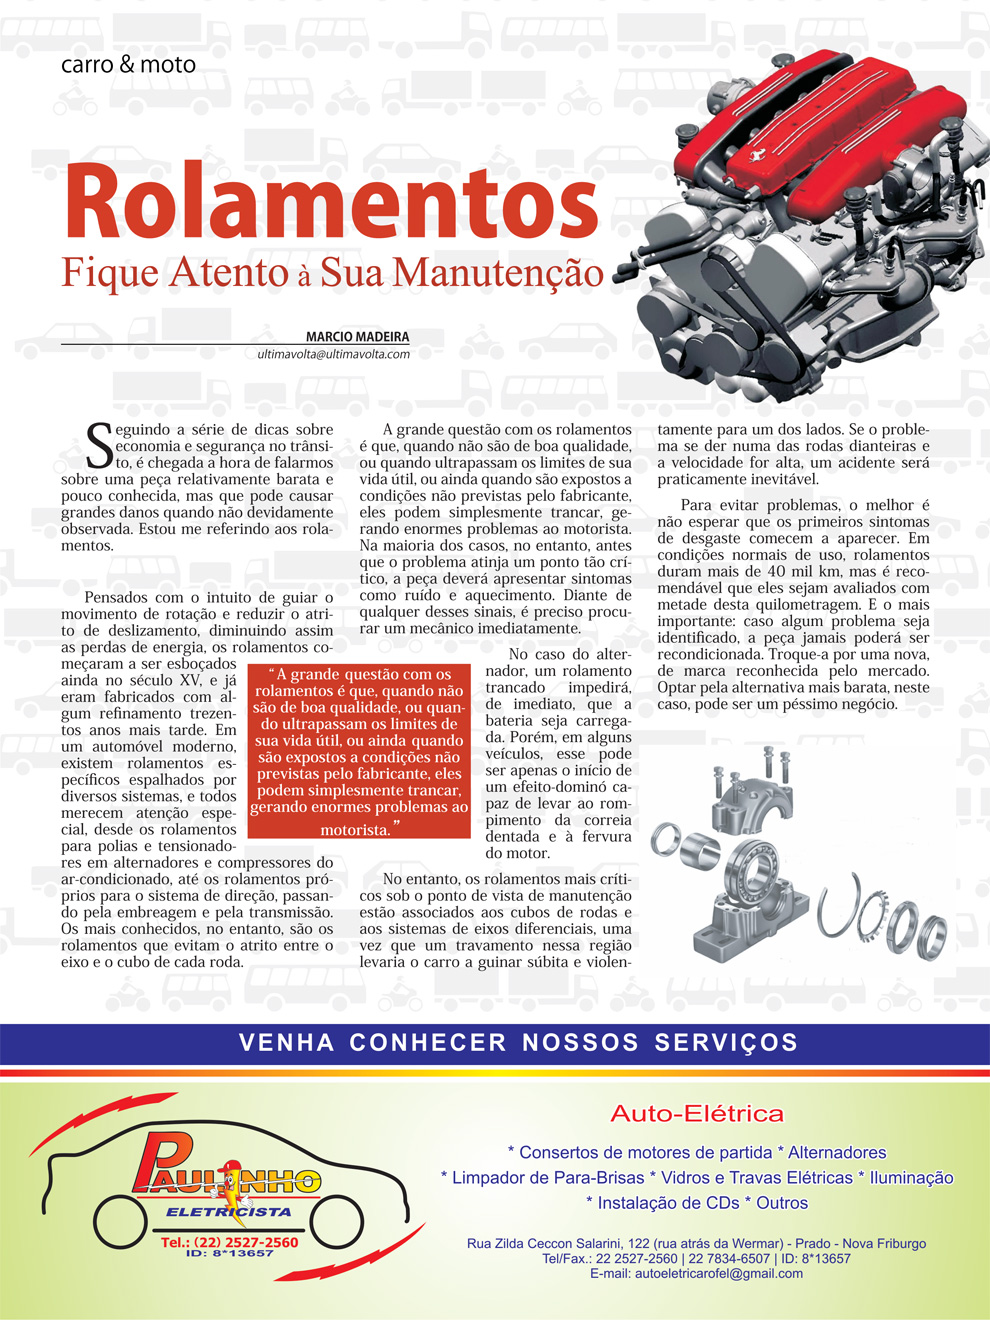 carro & moto
Rolamentos
Fique Atento à Sua Manutenção
MARCIO MADEIRA
ultimavolta@ultimavolta.com
Seguindo a série de dicas sobre
economia e segurança no trânsi-
to, é chegada a hora de falarmos
sobre uma peça relativamente barata e
pouco conhecida, mas que pode causar
grandes danos quando não devidamente
observada. Estou me referindo aos rola-
mentos.
Pensados com o intuito de guiar o
movimento de rotação e reduzir o atri-
to de deslizamento, diminuindo assim
as perdas de energia, os rolamentos co-
meçaram a ser esboçados
ainda no século XV, e já
eram fabricados com al-
gum refinamento trezen-
tos anos mais tarde. Em
um automóvel moderno,
existem rolamentos es-
pecíficos espalhados por
diversos sistemas, e todos
merecem atenção espe-
cial, desde os rolamentos
para polias e tensionado-
res em alternadores e compressores do
ar-condicionado, até os rolamentos pró-
prios para o sistema de direção, passan-
do pela embreagem e pela transmissão.
Os mais conhecidos, no entanto, são os
rolamentos que evitam o atrito entre o
eixo e o cubo de cada roda.
“A grande questão com os
rolamentos é que, quando não
são de boa qualidade, ou quan-
do ultrapassam os limites de
sua vida útil, ou ainda quando
são expostos a condições não
previstas pelo fabricante, eles
podem simplesmente trancar,
gerando enormes problemas ao
motorista.”
A grande questão com os rolamentos
é que, quando não são de boa qualidade,
ou quando ultrapassam os limites de sua
vida útil, ou ainda quando são expostos a
condições não previstas pelo fabricante,
eles podem simplesmente trancar, ge-
rando enormes problemas ao motorista.
Na maioria dos casos, no entanto, antes
que o problema atinja um ponto tão crí-
tico, a peça deverá apresentar sintomas
como ruído e aquecimento. Diante de
qualquer desses sinais, é preciso procu-
rar um mecânico imediatamente.
No caso do alter-
nador, um rolamento
trancado impedirá,
de imediato, que a
bateria seja carrega-
da. Porém, em alguns
veículos, esse pode
ser apenas o início de
um efeito-dominó ca-
paz de levar ao rom-
pimento da correia
dentada e à fervura
do motor.
No entanto, os rolamentos mais críti-
cos sob o ponto de vista de manutenção
estão associados aos cubos de rodas e
aos sistemas de eixos diferenciais, uma
vez que um travamento nessa região
levaria o carro a guinar súbita e violen-
tamente para um dos lados. Se o proble-
ma se der numa das rodas dianteiras e
a velocidade for alta, um acidente será
praticamente inevitável.
Para evitar problemas, o melhor é
não esperar que os primeiros sintomas
de desgaste comecem a aparecer. Em
condições normais de uso, rolamentos
duram mais de 40 mil km, mas é reco-
mendável que eles sejam avaliados com
metade desta quilometragem. E o mais
importante: caso algum problema seja
identificado, a peça jamais poderá ser
recondicionada. Troque-a por uma nova,
de marca reconhecida pelo mercado.
Optar pela alternativa mais barata, neste
caso, pode ser um péssimo negócio.
VENHA CONHECER NOSSOS SERVIÇOS
PAULINHO
ELETRICISTA
Tel.: (22) 2527-2560
ID: 8*13657
Auto-Elétrica
* Consertos de motores de partida * Alternadores
* Limpador de Para-Brisas * Vidros e Travas Elétricas * Iluminação
* Instalação de CDs * Outros
Rua Zilda Ceccon Salarini, 122 (rua atrás da Wermar) - Prado - Nova Friburgo
Tel/Fax.: 22 2527-2560 | 22 7834-6507 | ID: 8*13657
E-mail: autoeletricarofel@gmail.com